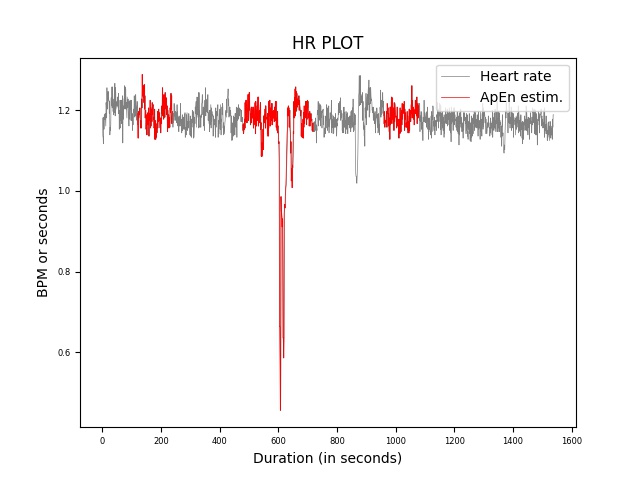 HR PLOT
Heart rate
ApEn estim.
1.2
1.0
0.8
0.6
BPM or seconds
0
200
400
600
800
1000
1200
1400
1600
Duration (in seconds)